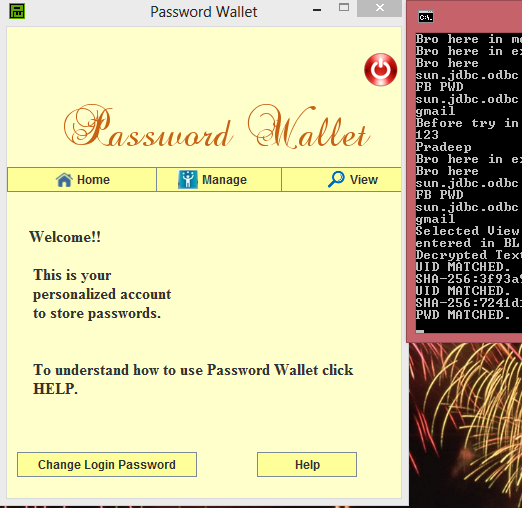 Password Wallet
Password Wallet
Home Manage View
Welcome!!
This is your
personalized account
to store passwords.
To understand how to use Password Wallet click
HELP.
Change Login Password Help
C:\.
Bro here in
Bro here in
Bro here
sun.jdbc.odbc
FB PWD
sun.jdbc.odbc
gmail
Before try in
123
Pradeep
Bro here in
Bro here
sun.jdbc.odbc
FB PWD
sun.jdbc.odbc
gmail
Selected View
entered in BL
Decrypted Text
UID MATCHED.
SHA-256:3f93a9
UID MATCHED.
SHA-256:7241d
PWD MATCHED.